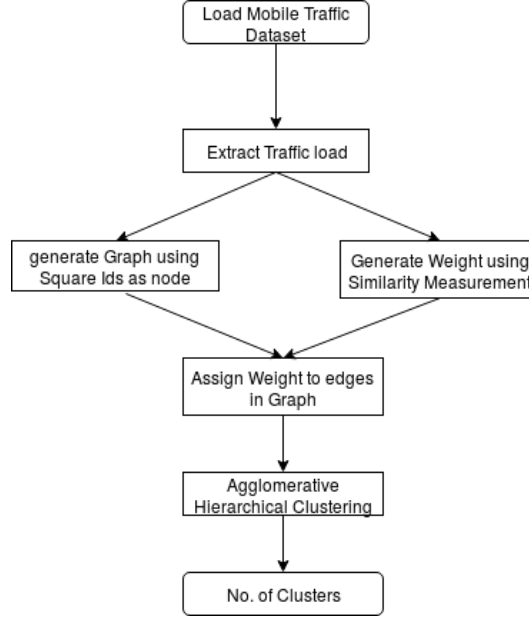 Load Mobile Traffic
Dataset
Extract Traffic load
generate Graph using
Square Ids as node
Generate Weight using
Similarity Measurement
Assign Weight to edges
in Graph
Agglomerative
Hierarchical Clustering
No. of Clusters